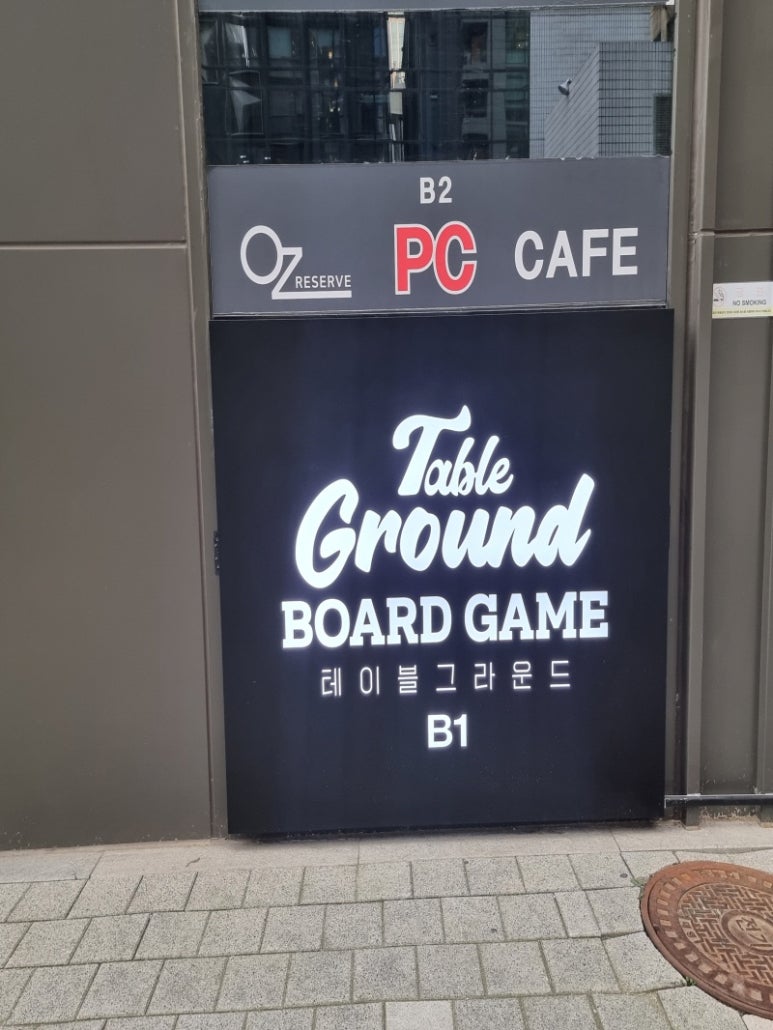 B2
OZ RESERVE PC CAFE
NO SMOKING
Table
Ground
BOARD GAME
테이블그라운드
B1